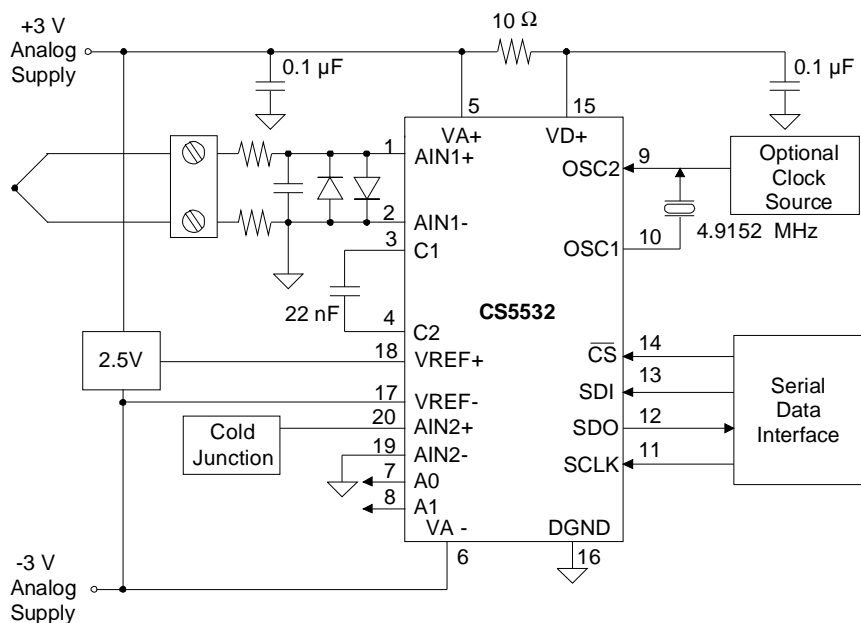 +3 V
Analog
Supply
10 Ω
0.1 µF
0.1 µF
5
15
VA+
VD+
1
AIN1+
2
AIN1-
3
C1
22 nF
4
C2
CS5532
OSC2
9
Optional
Clock
Source
4.9152 MHz
10
OSC1
2.5V
18
VREF+
17
VREF-
20
AIN2+
Cold
Junction
19
AIN2-
7
A0
8
A1
CS
14
SDI
13
SDO
12
SCLK
11
Serial
Data
Interface
VA -
DGND
6
16
-3 V
Analog
Supply